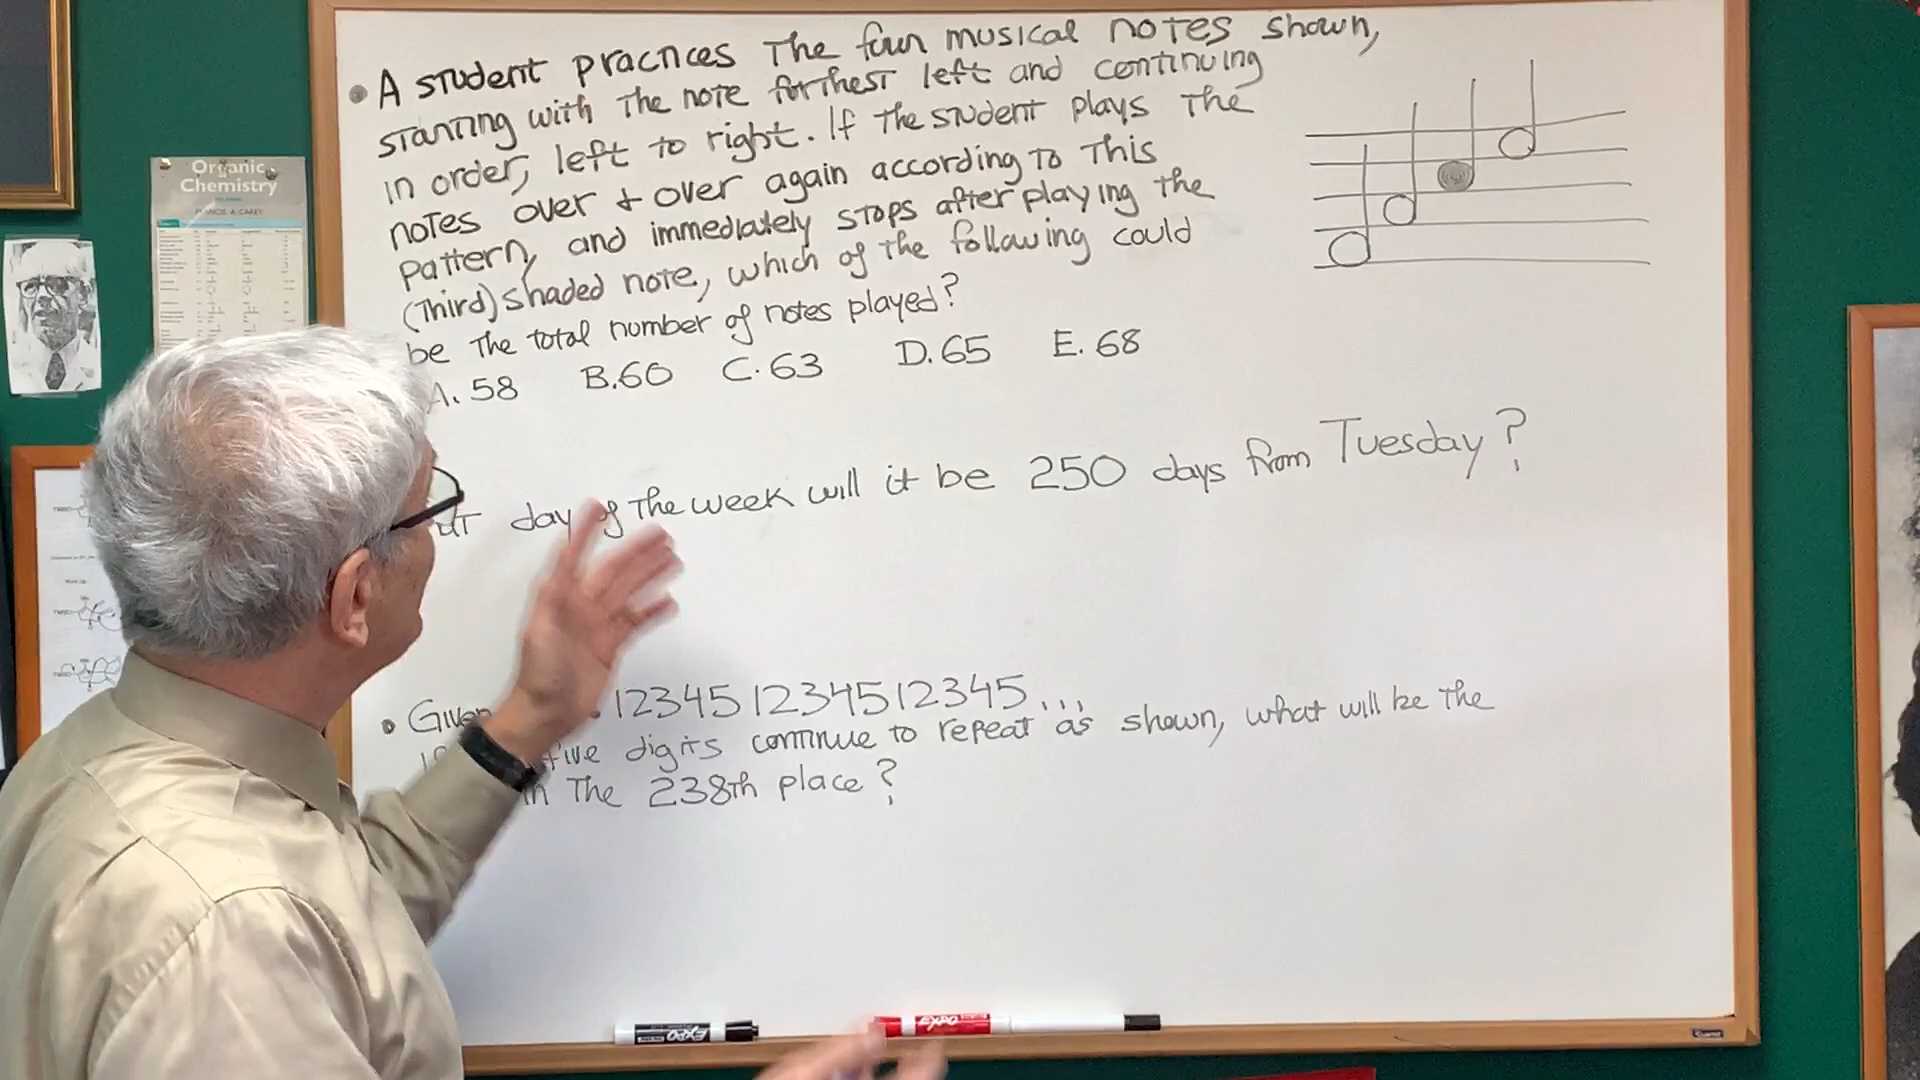 • A student practices the four musical notes shown,
starting with the note farthest left and continuing
in order, left to right. If the student plays the
notes over & over again according to this
pattern, and immediately stops after playing the
(third) shaded note, which of the following could
be the total number of notes played?
A. 58 B. 60 C. 63 D. 65 E. 68
day of the week will it be 250 days from Tuesday?
• Given .123451234512345...
five digits continue to repeat as shown, what will be the
in the 238th place?
Organic
Chemistry
FRANCIS A. CAREY
EXPO
EXPO